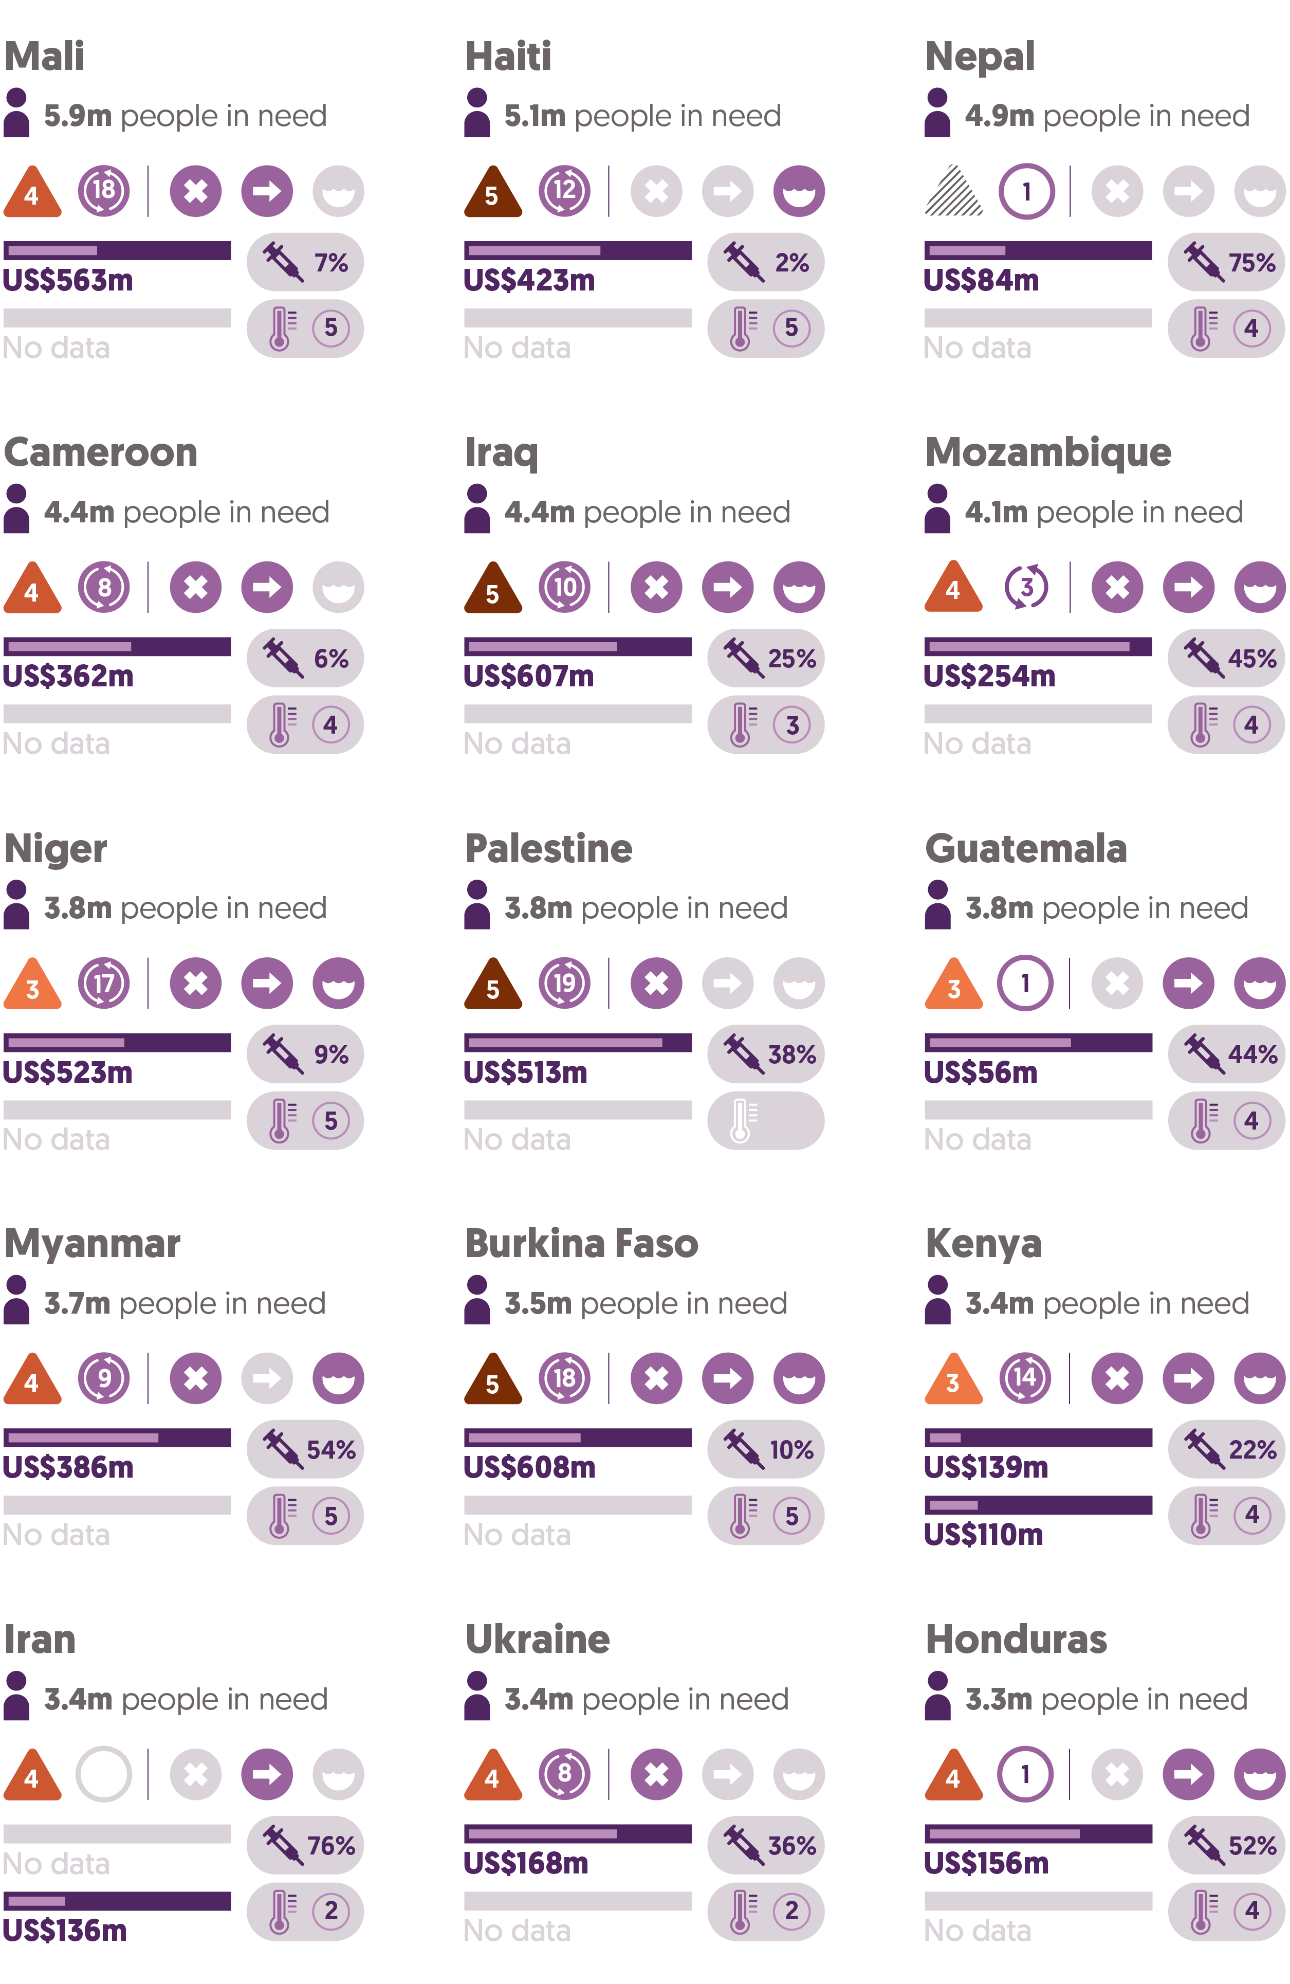 Mali
5.9m people in need
4 18
7%
US$563m
5
No data
Haiti
5.1m people in need
5 12
2%
US$423m
5
No data
Nepal
4.9m people in need
1
75%
US$84m
4
No data
Cameroon
4.4m people in need
4 8
6%
US$362m
4
No data
Iraq
4.4m people in need
5 10
25%
US$607m
3
No data
Mozambique
4.1m people in need
4 3
45%
US$254m
4
No data
Niger
3.8m people in need
3 17
9%
US$523m
5
No data
Palestine
3.8m people in need
5 19
38%
US$513m
No data
Guatemala
3.8m people in need
3 1
44%
US$56m
4
No data
Myanmar
3.7m people in need
4 9
54%
US$386m
5
No data
Burkina Faso
3.5m people in need
5 18
10%
US$608m
5
No data
Kenya
3.4m people in need
3 14
22%
US$139m
4
US$110m
Iran
3.4m people in need
4
76%
No data
2
US$136m
Ukraine
3.4m people in need
4 8
36%
US$168m
2
No data
Honduras
3.3m people in need
4 1
52%
US$156m
4
No data